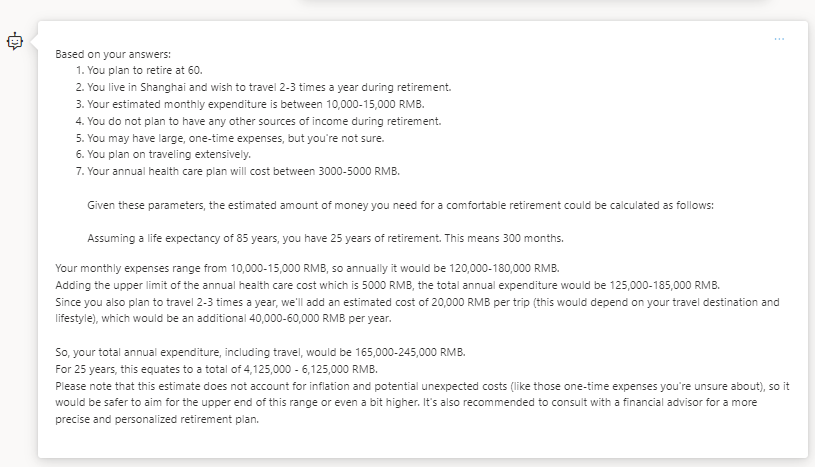 ...
Based on your answers:
1. You plan to retire at 60.
2. You live in Shanghai and wish to travel 2-3 times a year during retirement.
3. Your estimated monthly expenditure is between 10,000-15,000 RMB.
4. You do not plan to have any other sources of income during retirement.
5. You may have large, one-time expenses, but you're not sure.
6. You plan on traveling extensively.
7. Your annual health care plan will cost between 3000-5000 RMB.
Given these parameters, the estimated amount of money you need for a comfortable retirement could be calculated as follows:
Assuming a life expectancy of 85 years, you have 25 years of retirement. This means 300 months.
Your monthly expenses range from 10,000-15,000 RMB, so annually it would be 120,000-180,000 RMB.
Adding the upper limit of the annual health care cost which is 5000 RMB, the total annual expenditure would be 125,000-185,000 RMB.
Since you also plan to travel 2-3 times a year, we'll add an estimated cost of 20,000 RMB per trip (this would depend on your travel destination and
lifestyle), which would be an additional 40,000-60,000 RMB per year.
So, your total annual expenditure, including travel, would be 165,000-245,000 RMB.
For 25 years, this equates to a total of 4,125,000 - 6,125,000 RMB.
Please note that this estimate does not account for inflation and potential unexpected costs (like those one-time expenses you're unsure about), so it
would be safer to aim for the upper end of this range or even a bit higher. It's also recommended to consult with a financial advisor for a more
precise and personalized retirement plan.